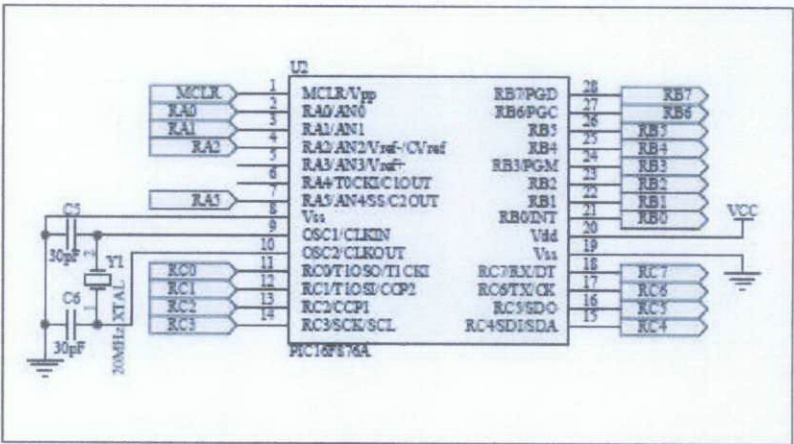 U2
MCLR 1 MCLR/Vpp RB7/PGD 28 RB7
RA0 2 RA0/AN0 RB6/PGC 27 RB6
RA1 3 RA1/AN1 RB5 26 RB5
RA2 4 RA2/AN2/Vref-/CVref RB4 25 RB4
5 RA3/AN3/Vref+ RB3/PGM 24 RB3
6 RA4/T0CKI/C1OUT RB2 23 RB2
RA5 7 RA5/AN4/SS/C2OUT RB1 22 RB1
8 Vss RB0/INT 21 RB0
C5 9 OSC1/CLKIN Vdd 20 VCC
30pF 2 Y1 10 OSC2/CLKOUT Vss 19
RC0 11 RC0/T1OSO/T1CKI RC7/RX/DT 18 RC7
RC1 12 RC1/T1OSI/CCP2 RC6/TX/CK 17 RC6
C6 1 RC2 13 RC2/CCP1 RC5/SDO 16 RC5
RC3 14 RC3/SCK/SCL RC4/SDI/SDA 15 RC4
30pF 20MHz XTAL
PIC16F876A